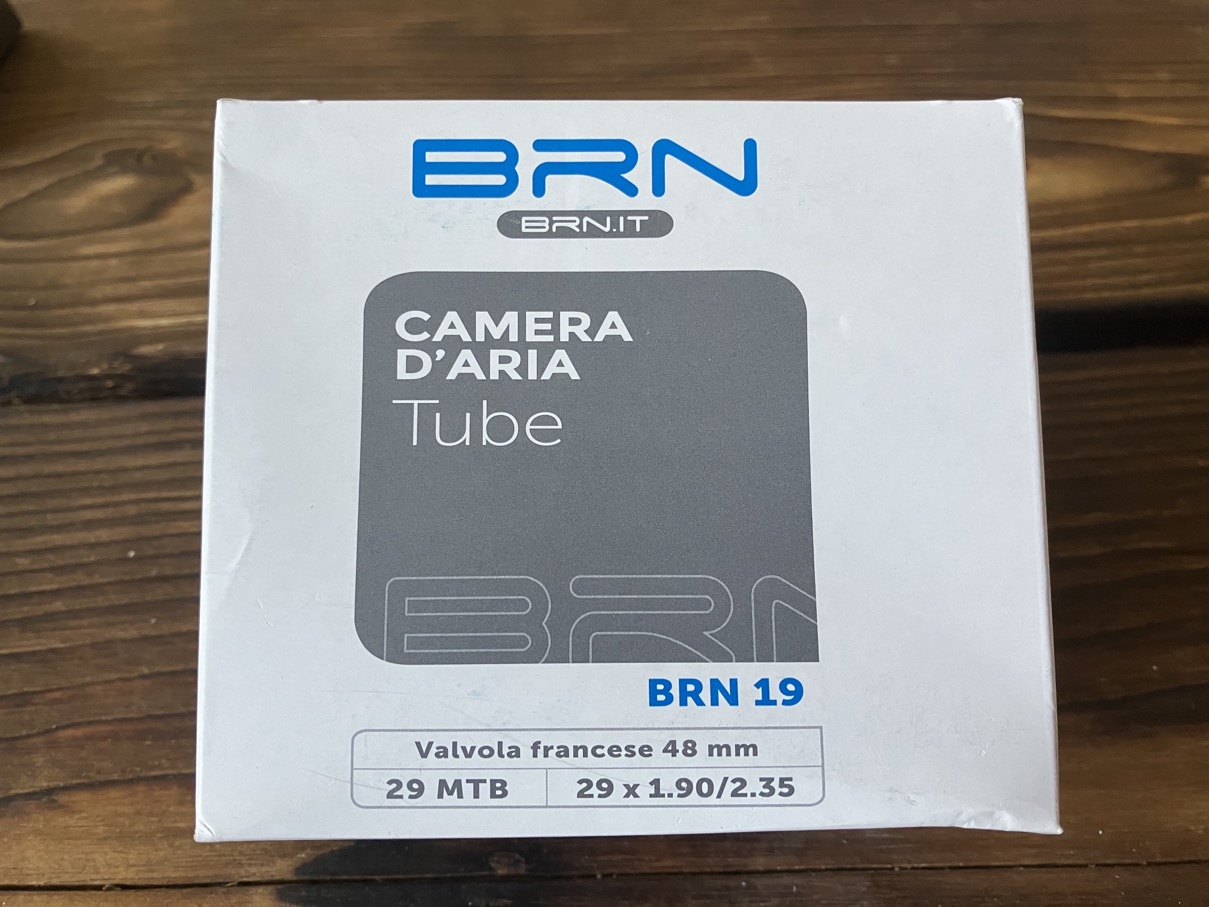 BRN
BRN.IT
CAMERA
D'ARIA
Tube
BRN
BRN 19
Valvola francese 48 mm
29 MTB
29 x 1.90/2.35